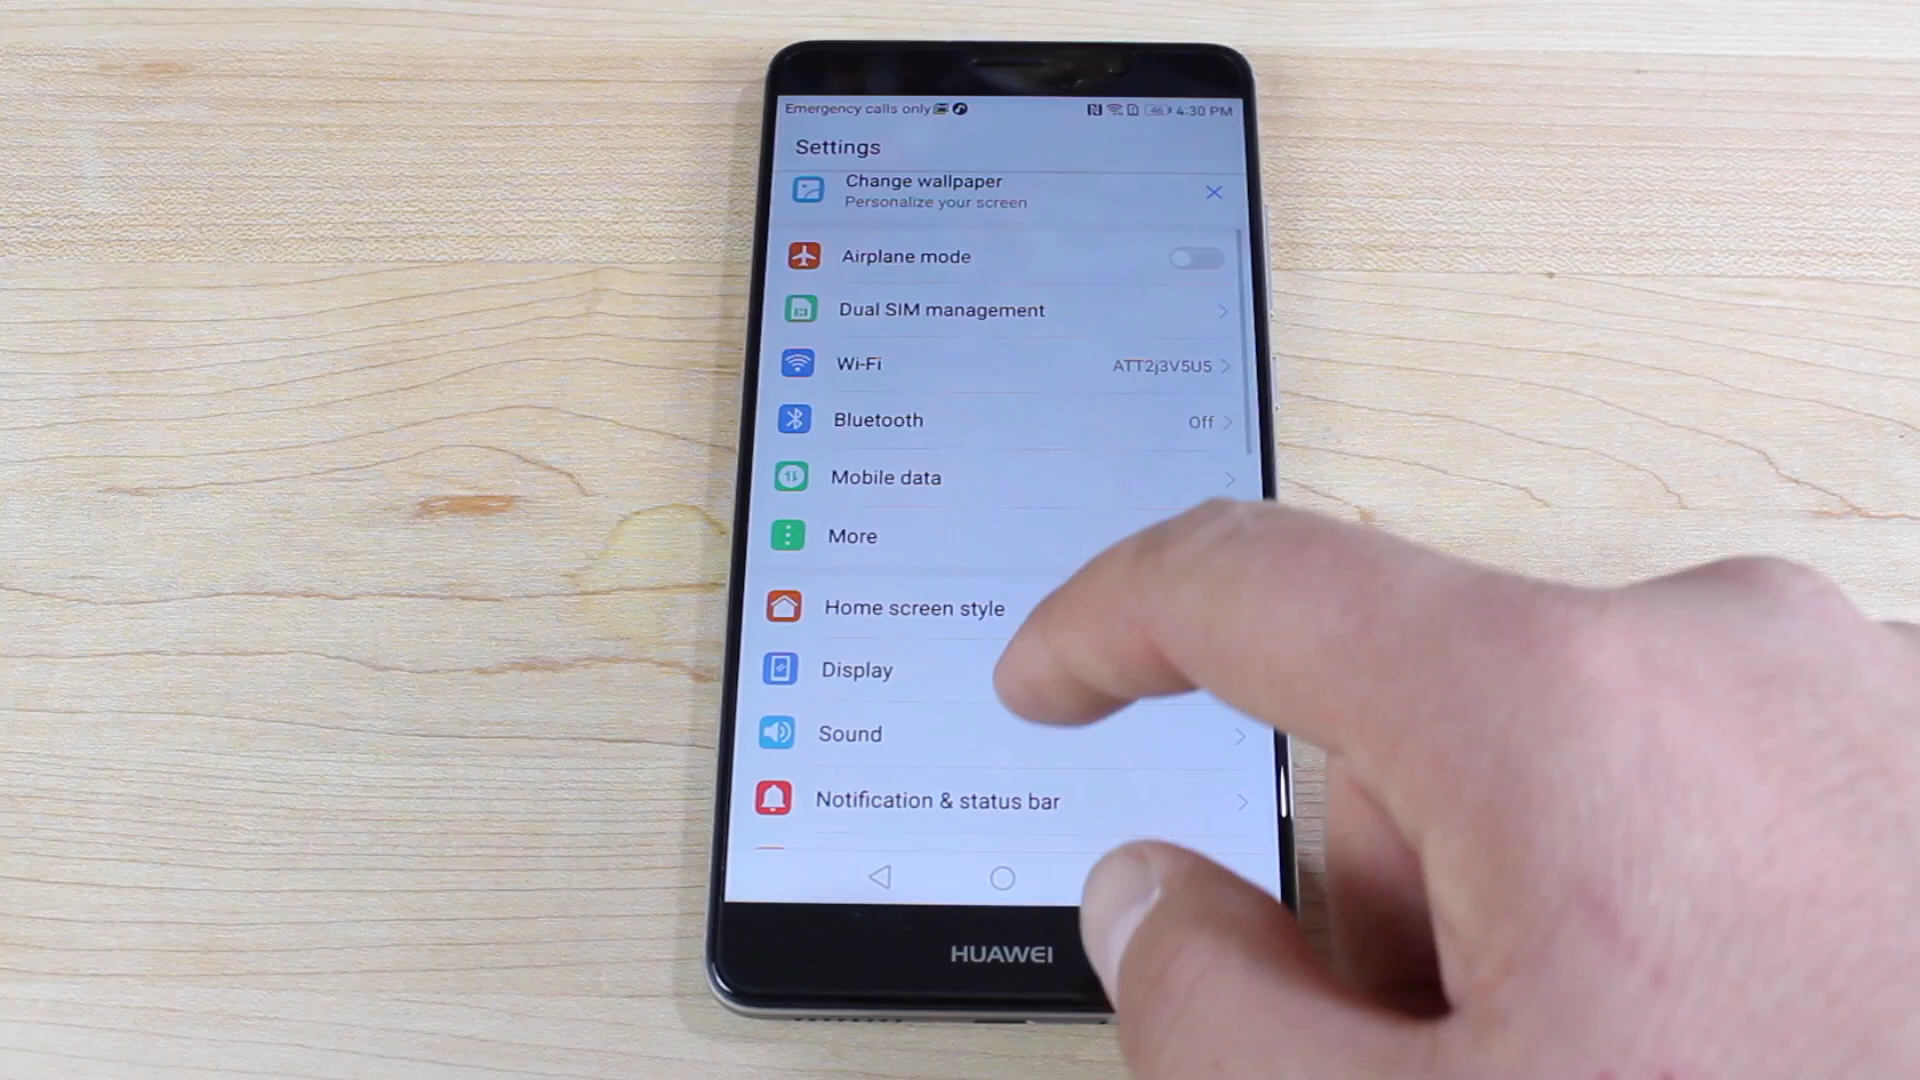 Emergency calls only 46 4:30 PM
Settings
Change wallpaper
Personalize your screen
Airplane mode
Dual SIM management
Wi-Fi ATT2j3V5U5
Bluetooth Off
Mobile data
More
Home screen style
Display
Sound
Notification & status bar
HUAWEI